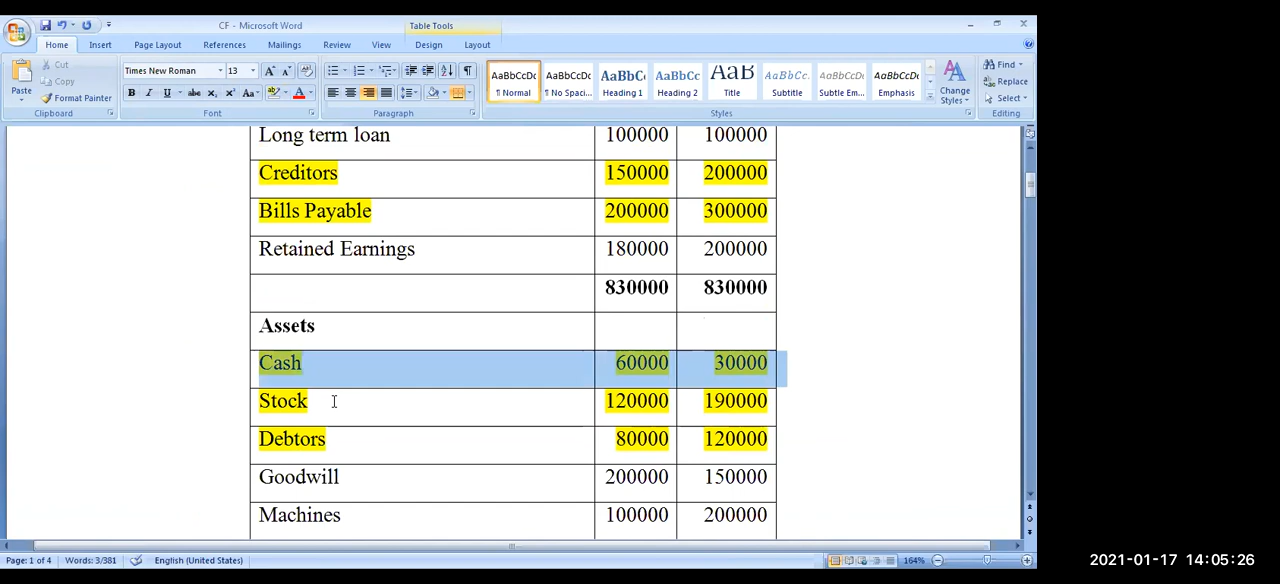 CF - Microsoft Word
Table Tools
Home Insert Page Layout References Mailings Review View Design Layout
Paste
Cut
Copy
Format Painter
Clipboard
Times New Roman 13
B I U abc x₂ x² Aa
Font
Paragraph
AaBbCcDc AaBbCcDc AaBbC AaBbCc AaB AaBbCc. AaBbCcDc AaBbCcDc
¶ Normal ¶ No Spaci... Heading 1 Heading 2 Title Subtitle Subtle Em... Emphasis
Change Styles
Styles
Find
Replace
Select
Editing
Long term loan 100000 100000
Creditors 150000 200000
Bills Payable 200000 300000
Retained Earnings 180000 200000
830000 830000
Assets
Cash 60000 30000
Stock 120000 190000
Debtors 80000 120000
Goodwill 200000 150000
Machines 100000 200000
Page: 1 of 4 Words: 3/381 English (United States) 164%
2021-01-17 14:05:26